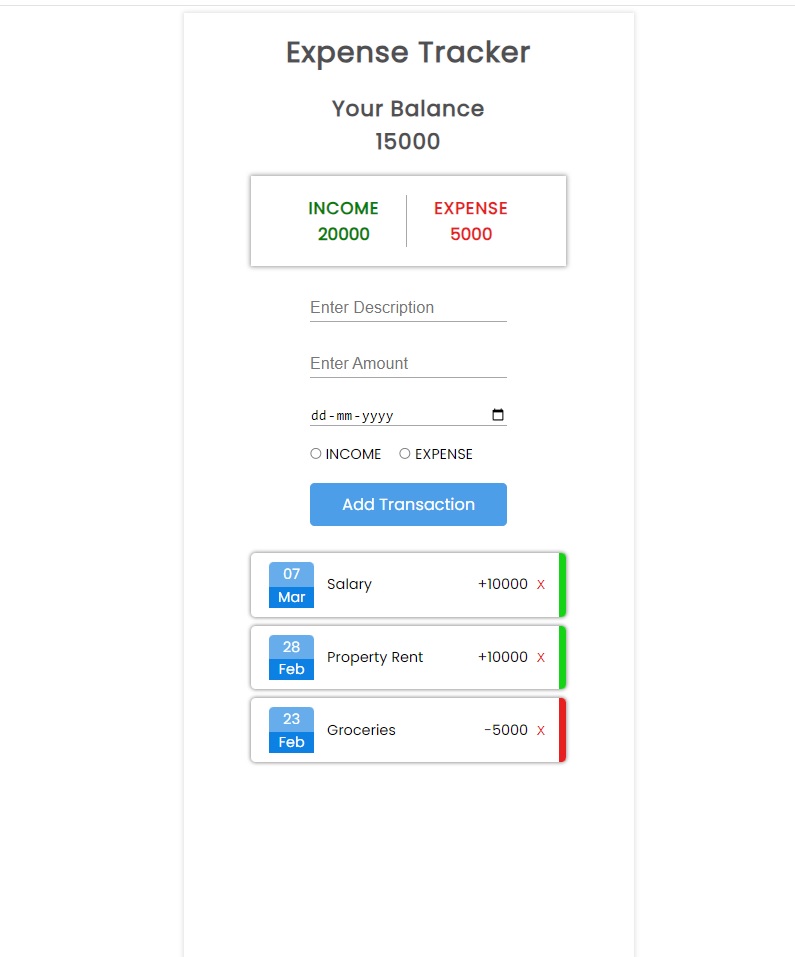 Expense Tracker
Your Balance
15000
INCOME EXPENSE
20000 5000
Enter Description
Enter Amount
dd-mm-yyyy
INCOME EXPENSE
Add Transaction
07
Mar
Salary +10000 X
28
Feb
Property Rent +10000 X
23
Feb
Groceries -5000 X